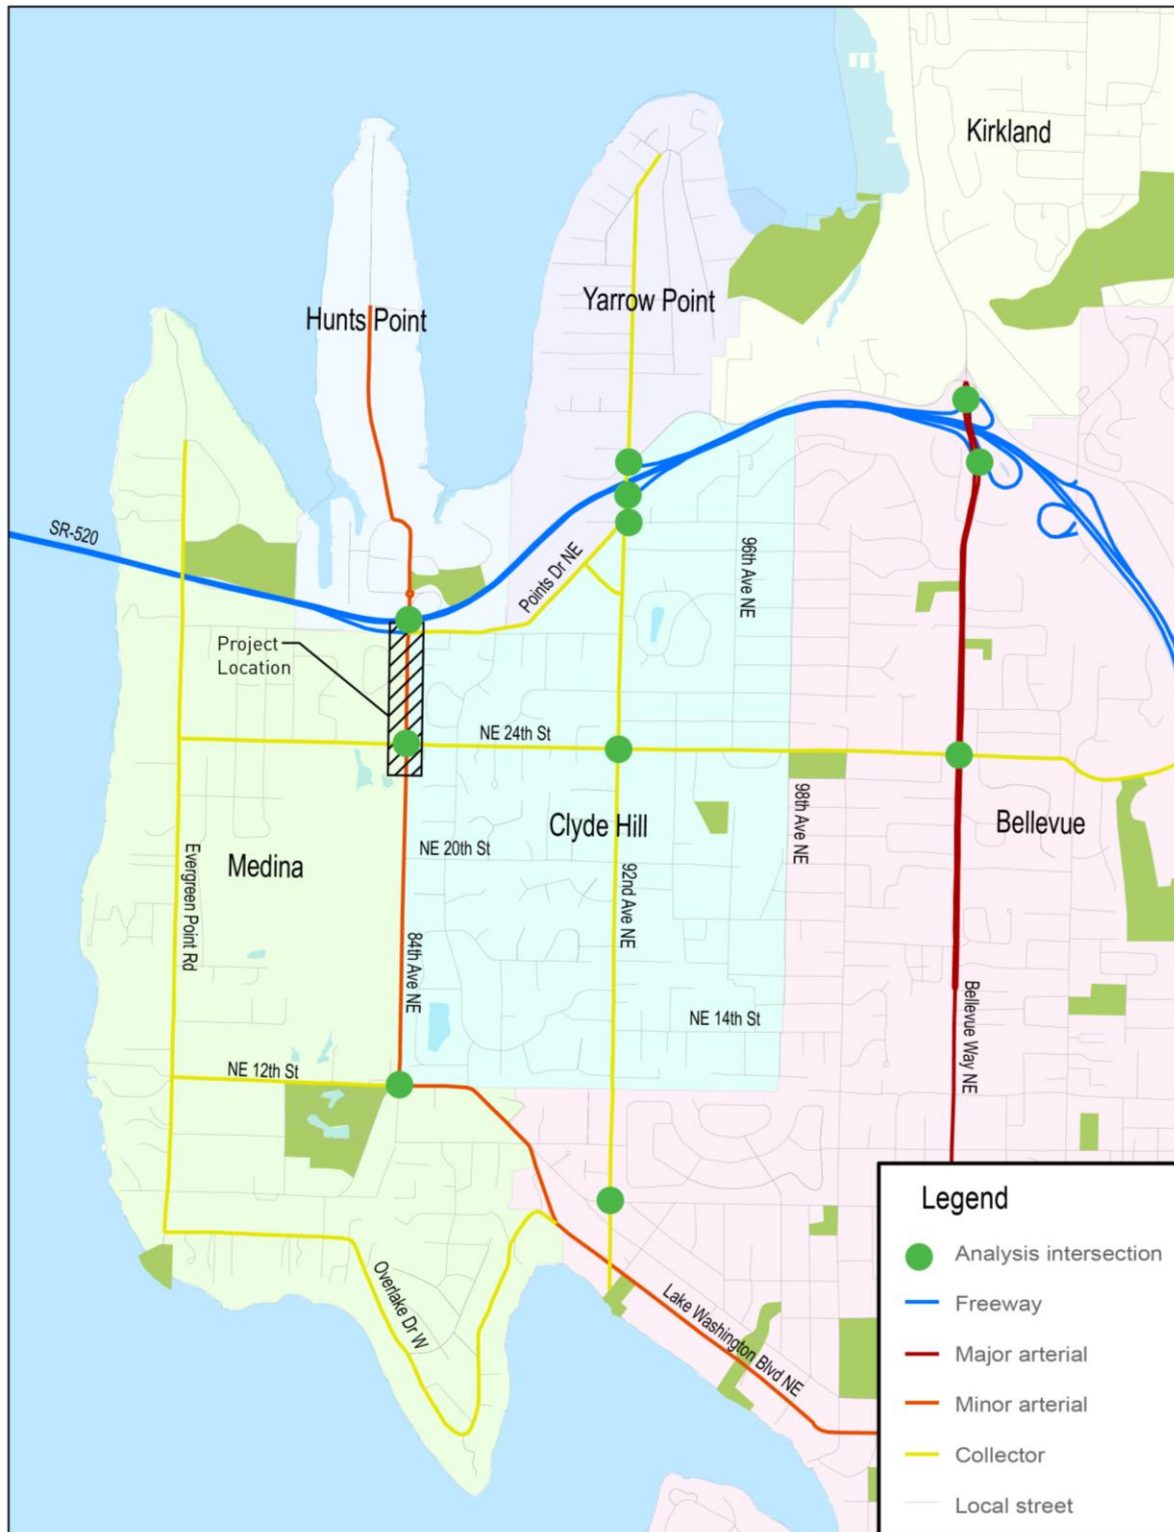 Kirkland
Yarrow Point
Hunts Point
SR-520
Points Dr NE
96th Ave NE
Project
Location
NE 24th St
98th Ave NE
Bellevue
Clyde Hill
NE 20th St
Medina
Evergreen Point Rd
92nd Ave NE
84th Ave NE
Bellevue Way NE
NE 14th St
NE 12th St
Overlake Dr W
Lake Washington Blvd NE
Legend
Analysis intersection
Freeway
Major arterial
Minor arterial
Collector
Local street